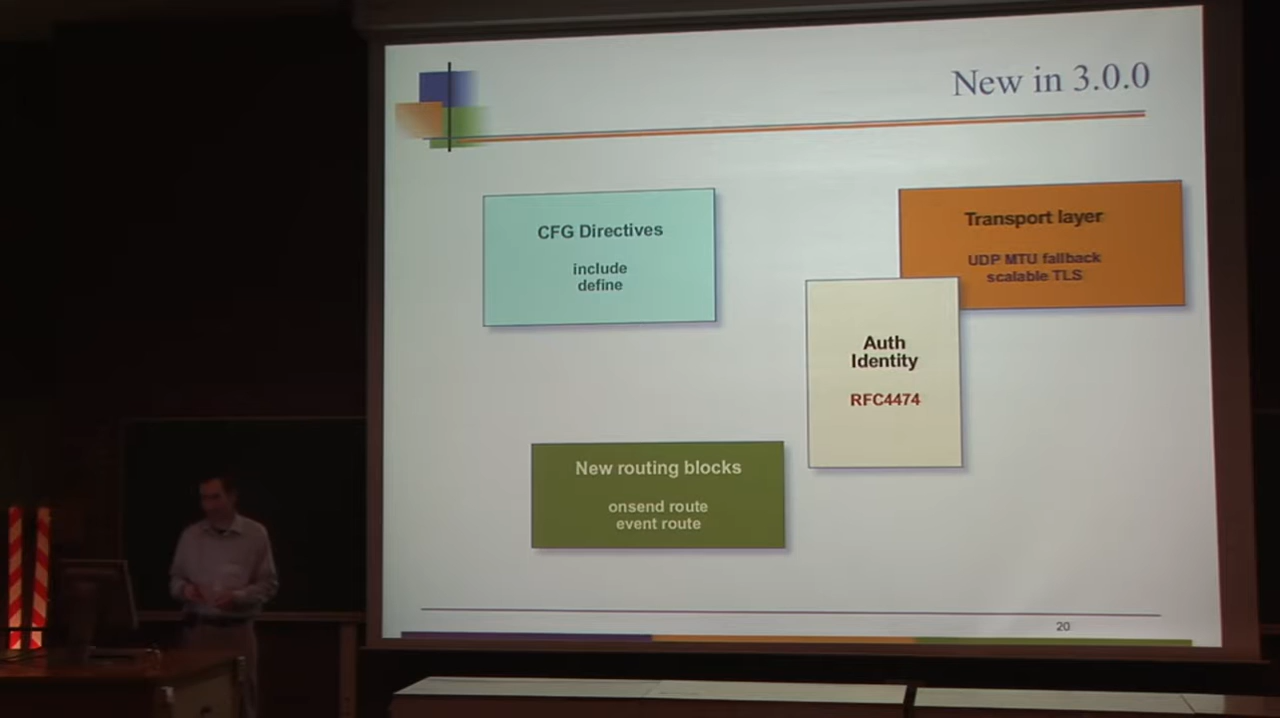 New in 3.0.0
CFG Directives
include
define
Transport layer
UDP MTU fallback
scalable TLS
Auth
Identity
RFC4474
New routing blocks
onsend route
event route
20